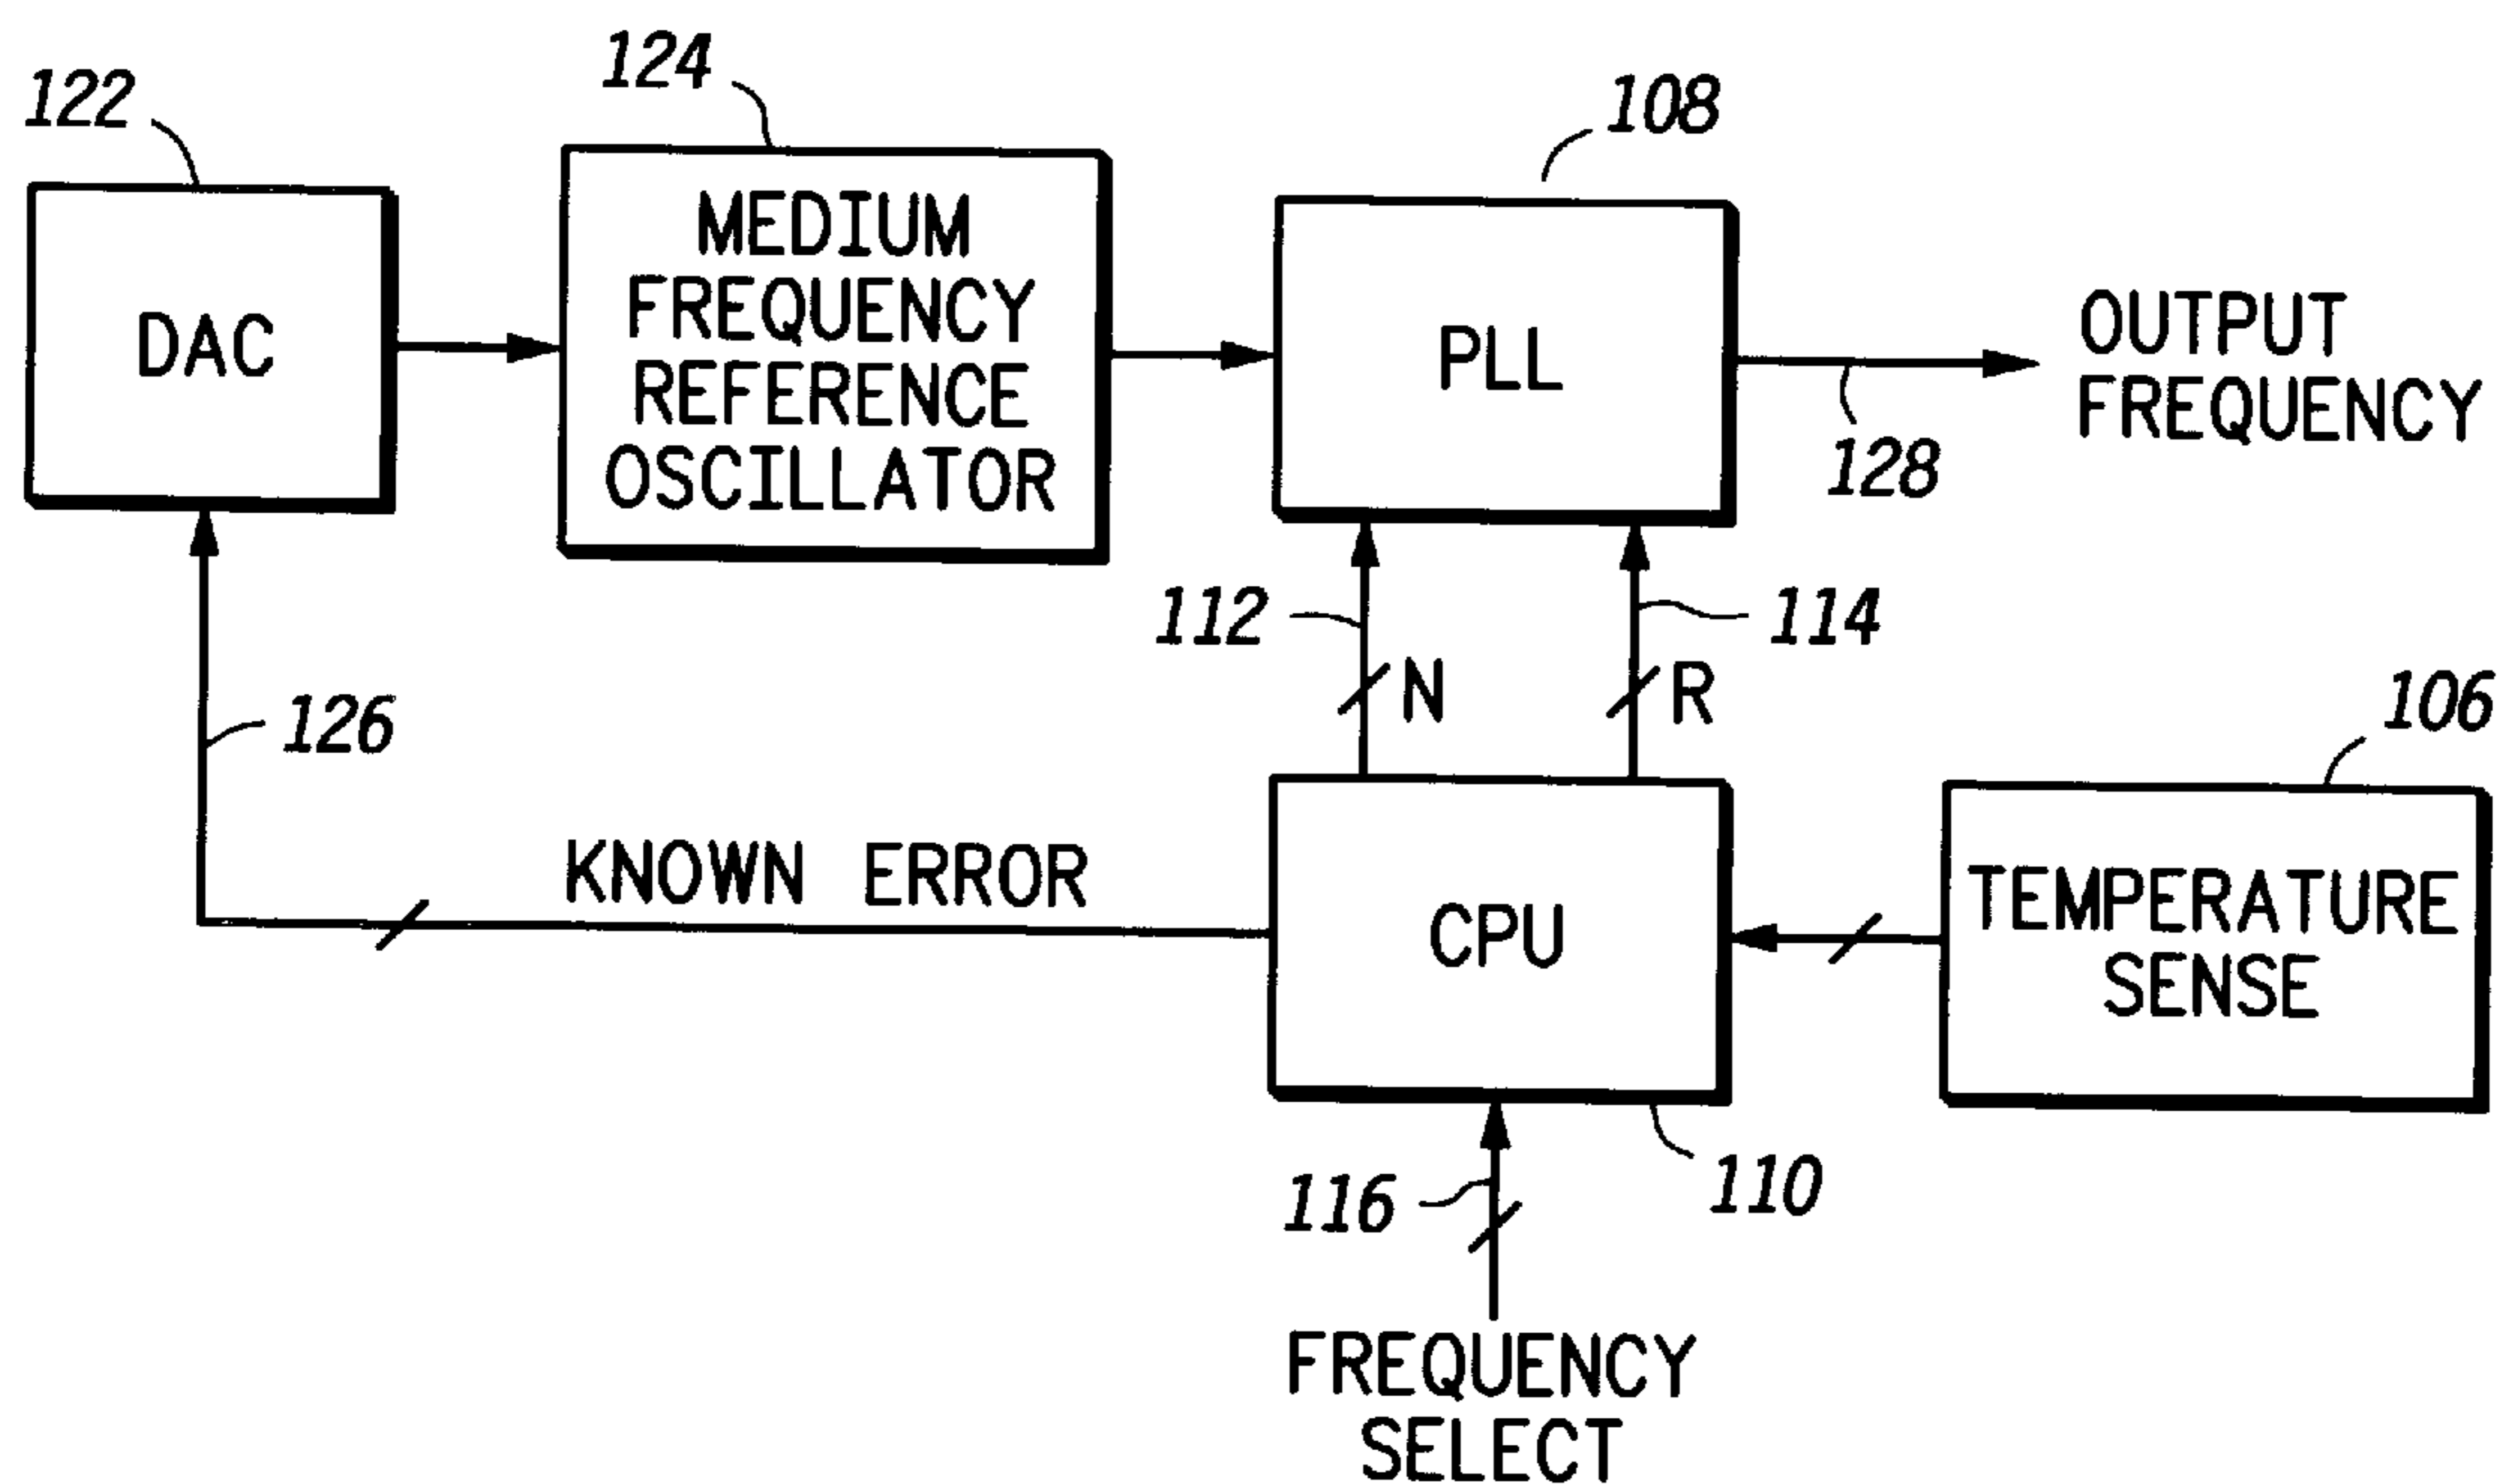 122
124
108
DAC
MEDIUM
FREQUENCY
REFERENCE
OSCILLATOR
PLL
OUTPUT
FREQUENCY
128
112
114
N
R
126
106
KNOWN ERROR
CPU
TEMPERATURE
SENSE
116
110
FREQUENCY
SELECT